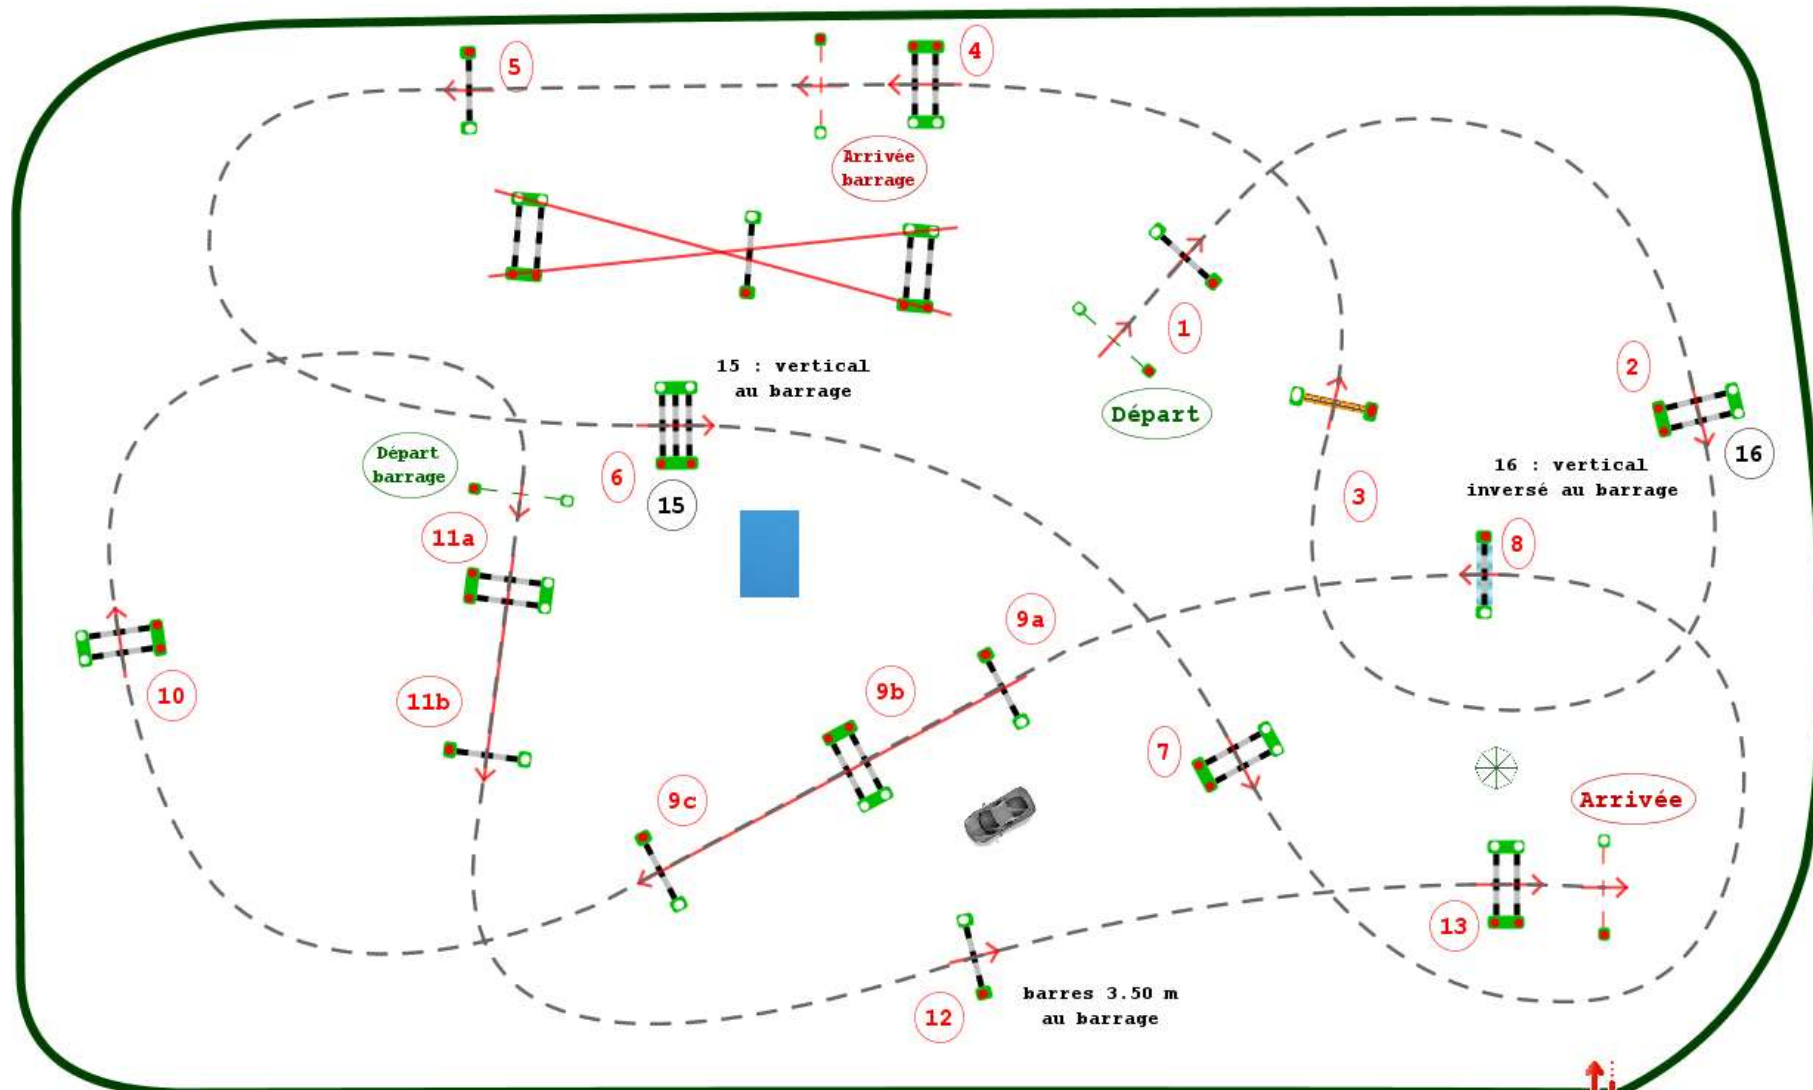 5
4
Arrivée
barrage
1
2
15 : vertical
au barrage
Départ
Départ
barrage
6
15
3
16
16 : vertical
inversé au barrage
11a
8
9a
10
11b
9b
7
9c
Arrivée
13
12
barres 3.50 m
au barrage